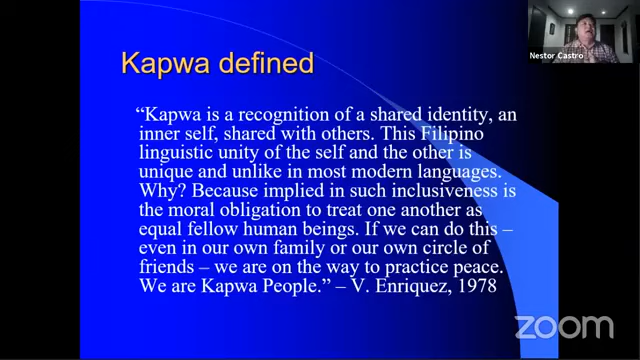 Kapwa defined
Nestor Castro
“Kapwa is a recognition of a shared identity, an
inner self, shared with others. This Filipino
linguistic unity of the self and the other is
unique and unlike in most modern languages.
Why? Because implied in such inclusiveness is
the moral obligation to treat one another as
equal fellow human beings. If we can do this –
even in our own family or our own circle of
friends – we are on the way to practice peace.
We are Kapwa People.” – V. Enriquez, 1978
zoom